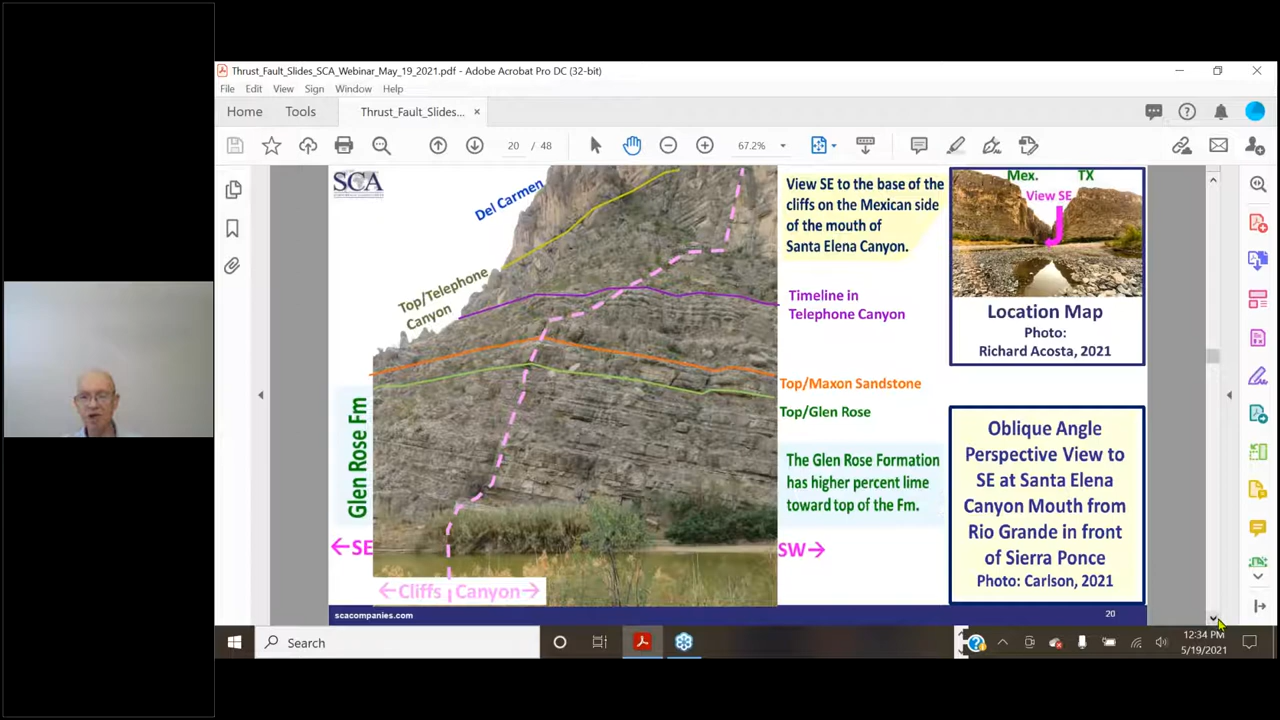 Thrust_Fault_Slides_SCA_Webinar_May_19_2021.pdf - Adobe Acrobat Pro DC (32-bit)
File Edit View Sign Window Help
Home Tools Thrust_Fault_Slides... ×
20 / 48 67.2%
SCA
Del Carmen
Top/Telephone
Canyon
Glen Rose Fm
←SE
SW→
←Cliffs Canyon→
View SE to the base of the
cliffs on the Mexican side
of the mouth of
Santa Elena Canyon.
Timeline in
Telephone Canyon
Top/Maxon Sandstone
Top/Glen Rose
The Glen Rose Formation
has higher percent lime
toward top of the Fm.
Mex. TX
View SE
Location Map
Photo:
Richard Acosta, 2021
Oblique Angle
Perspective View to
SE at Santa Elena
Canyon Mouth from
Rio Grande in front
of Sierra Ponce
Photo: Carlson, 2021
scacompanies.com
20
Search
12:34 PM
5/19/2021